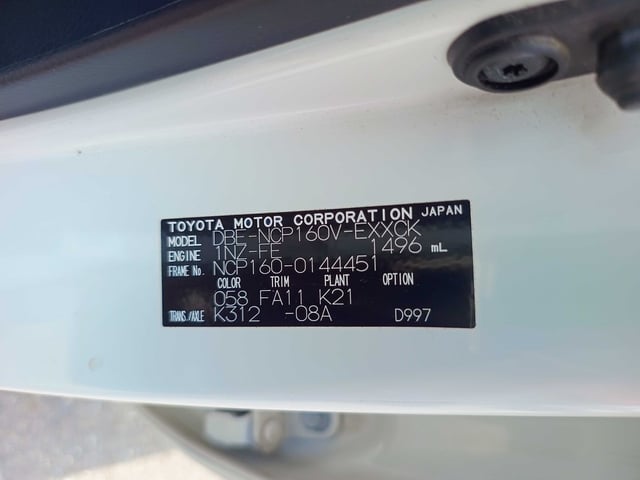 TOYOTA MOTOR CORPORATION JAPAN
MODEL DBE-NCP160V-EXXCK
ENGINE 1NZ-FE 1496 mL
FRAME No. NCP160-0144451
COLOR TRIM PLANT OPTION
058 FA11 K21
TRANS./AXLE K312 -08A D997